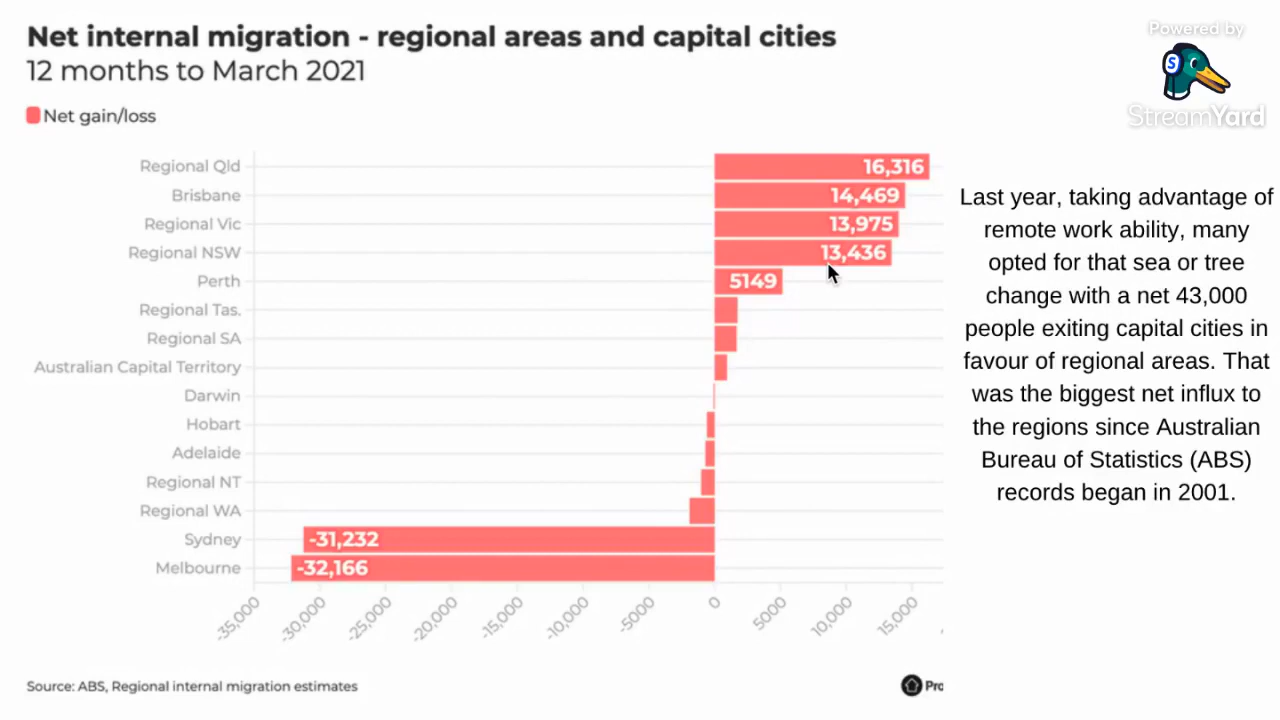 Net internal migration - regional areas and capital cities
12 months to March 2021
Net gain/loss
Regional Qld 16,316
Brisbane 14,469
Regional Vic 13,975
Regional NSW 13,436
Perth 5149
Regional Tas.
Regional SA
Australian Capital Territory
Darwin
Hobart
Adelaide
Regional NT
Regional WA
Sydney -31,232
Melbourne -32,166
-35,000 -30,000 -25,000 -20,000 -15,000 -10,000 -5000 0 5000 10,000 15,000
Source: ABS, Regional internal migration estimates
Pro
Powered by
S
StreamYard
Last year, taking advantage of
remote work ability, many
opted for that sea or tree
change with a net 43,000
people exiting capital cities in
favour of regional areas. That
was the biggest net influx to
the regions since Australian
Bureau of Statistics (ABS)
records began in 2001.